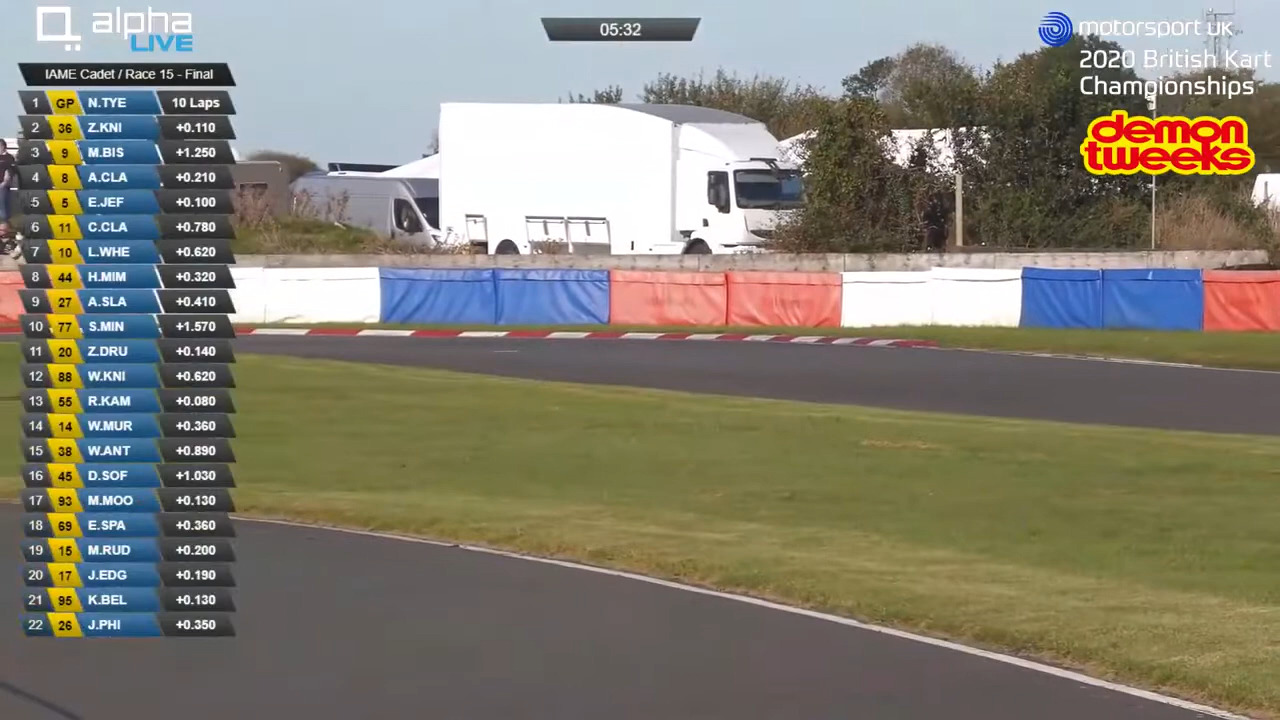 alpha
LIVE
05:32
motorsport UK
2020 British Kart
Championships
demon
tweeks
IAME Cadet / Race 15 - Final
1 GP N.TYE 10 Laps
2 36 Z.KNI +0.110
3 9 M.BIS +1.250
4 8 A.CLA +0.210
5 5 E.JEF +0.100
6 11 C.CLA +0.780
7 10 L.WHE +0.620
8 44 H.MIM +0.320
9 27 A.SLA +0.410
10 77 S.MIN +1.570
11 20 Z.DRU +0.140
12 88 W.KNI +0.620
13 55 R.KAM +0.080
14 14 W.MUR +0.360
15 38 W.ANT +0.890
16 45 D.SOF +1.030
17 93 M.MOO +0.130
18 69 E.SPA +0.360
19 15 M.RUD +0.200
20 17 J.EDG +0.190
21 95 K.BEL +0.130
22 26 J.PHI +0.350